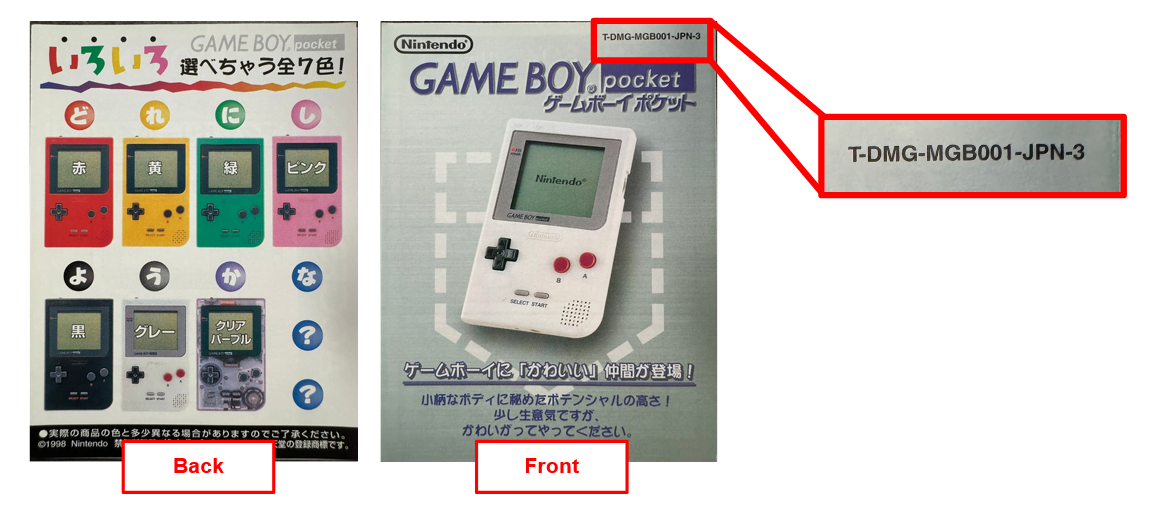 いろいろ
GAME BOY® pocket
選べちゃう全7色!
ど れ に し
赤 黄 緑 ピンク
よ う か な
黒 グレー クリア
パープル
?
?
●実際の商品の色と多少異なる場合がありますのでご了承ください。
©1998 Nintendo 禁 天堂の登録商標です。
Back
Nintendo®
T-DMG-MGB001-JPN-3
GAME BOY® pocket
ゲームボーイ ポケット
Nintendo®
GAME BOY pocket
Nintendo
B A
SELECT START
ゲームボーイに「かわいい」仲間が登場!
小柄なボディに秘めたポテンシャルの高さ!
少し生意気ですが、
かわいがってやってください。
Front
T-DMG-MGB001-JPN-3